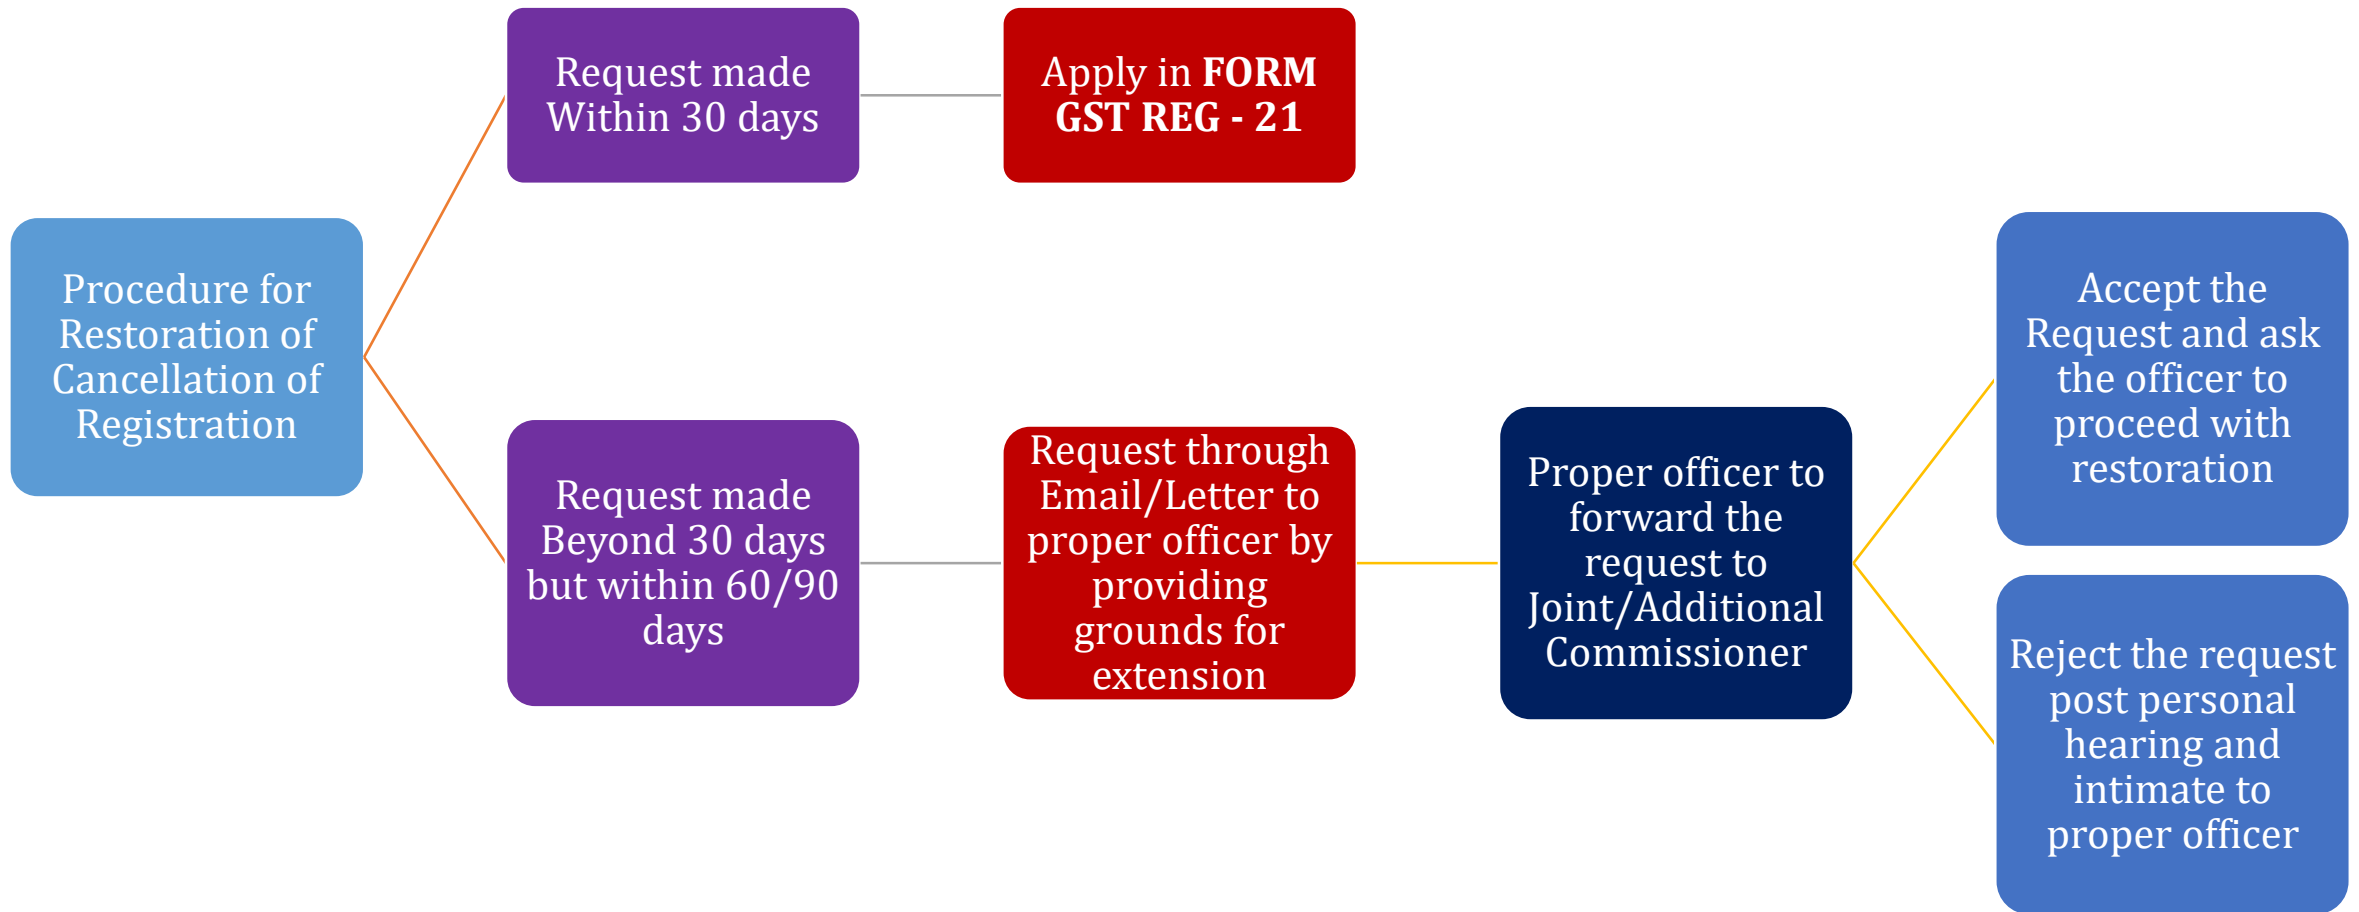 Procedure for
Restoration of
Cancellation of
Registration
Request made
Within 30 days
Apply in FORM
GST REG - 21
Request made
Beyond 30 days
but within 60/90
days
Request through
Email/Letter to
proper officer by
providing
grounds for
extension
Proper officer to
forward the
request to
Joint/Additional
Commissioner
Accept the
Request and ask
the officer to
proceed with
restoration
Reject the request
post personal
hearing and
intimate to
proper officer